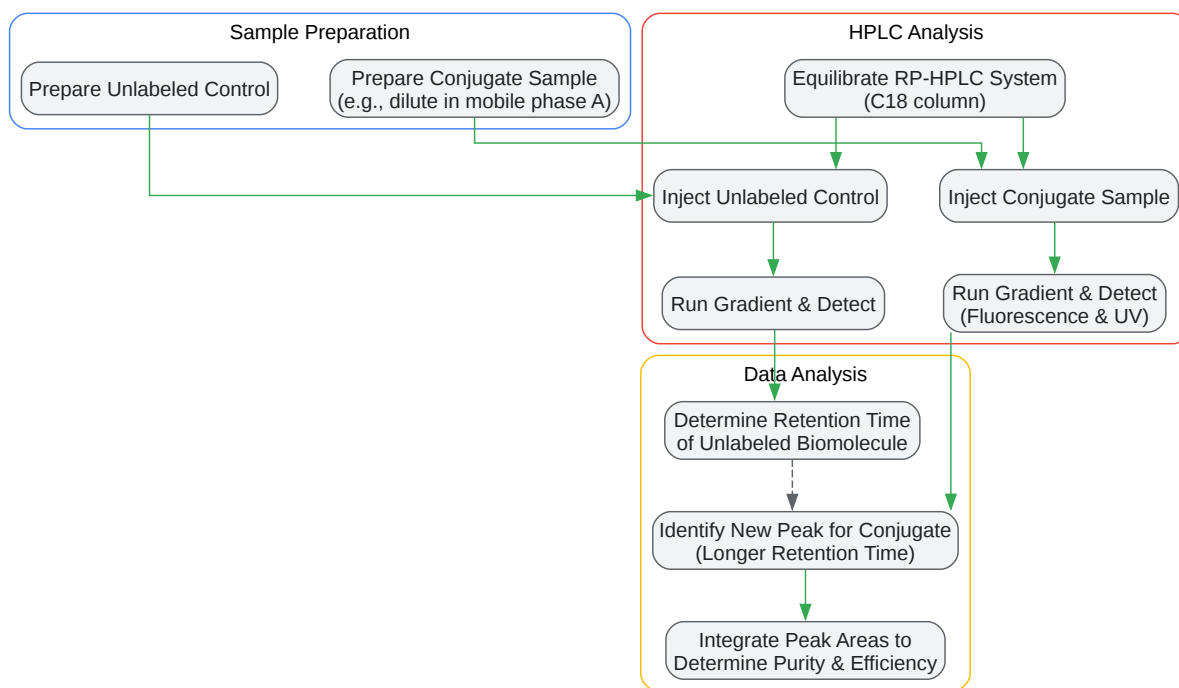 Sample Preparation
Prepare Unlabeled Control
Prepare Conjugate Sample
(e.g., dilute in mobile phase A)
HPLC Analysis
Equilibrate RP-HPLC System
(C18 column)
Inject Unlabeled Control
Inject Conjugate Sample
Run Gradient & Detect
Run Gradient & Detect
(Fluorescence & UV)
Data Analysis
Determine Retention Time
of Unlabeled Biomolecule
Identify New Peak for Conjugate
(Longer Retention Time)
Integrate Peak Areas to
Determine Purity & Efficiency